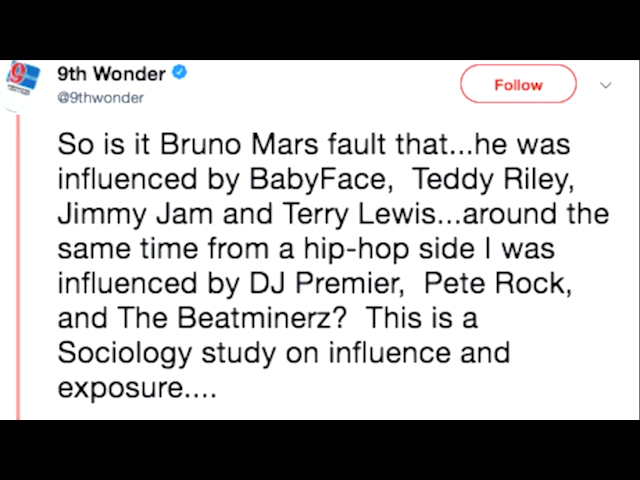 9th Wonder
@9thwonder
Follow
So is it Bruno Mars fault that...he was
influenced by BabyFace,  Teddy Riley,
Jimmy Jam and Terry Lewis...around the
same time from a hip-hop side I was
influenced by DJ Premier,  Pete Rock,
and The Beatminerz?  This is a
Sociology study on influence and
exposure....